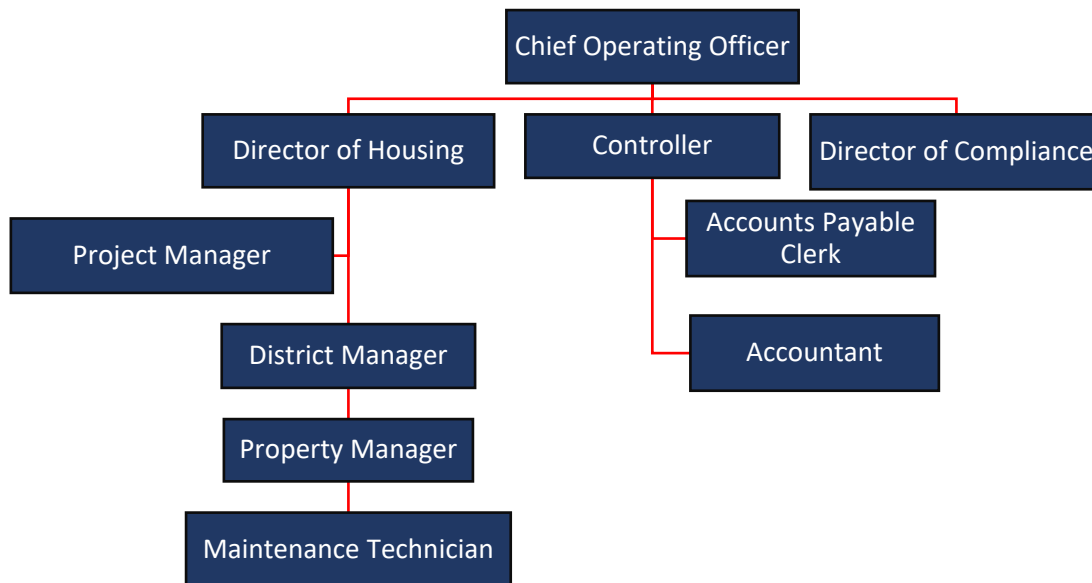 Chief Operating Officer
Director of Housing
Controller
Director of Compliance
Project Manager
Accounts Payable
Clerk
District Manager
Accountant
Property Manager
Maintenance Technician